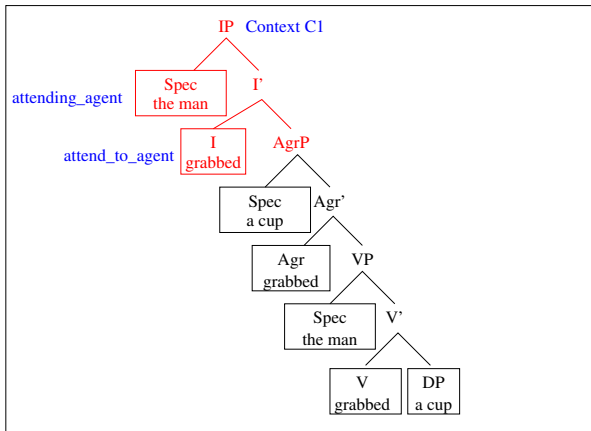 IP Context C1
Spec
the man
I'
attending_agent
I
grabbed
AgrP
attend_to_agent
Spec
a cup
Agr'
Agr
grabbed
VP
Spec
the man
V'
V
grabbed
DP
a cup